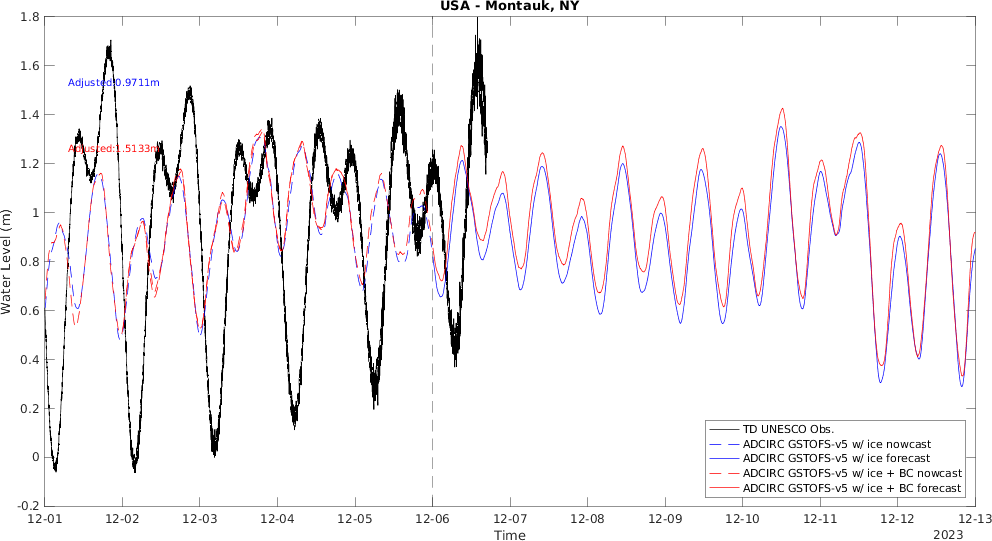 USA - Montauk, NY
1.8
1.6
1.4
1.2
1
0.8
0.6
0.4
0.2
0
-0.2
Water Level (m)
Adjusted:0.9711m
Adjusted:1.5133m
TD UNESCO Obs.
ADCIRC GSTOFS-v5 w/ ice nowcast
ADCIRC GSTOFS-v5 w/ ice forecast
ADCIRC GSTOFS-v5 w/ ice + BC nowcast
ADCIRC GSTOFS-v5 w/ ice + BC forecast
12-01 12-02 12-03 12-04 12-05 12-06 12-07 12-08 12-09 12-10 12-11 12-12 12-13
Time
2023